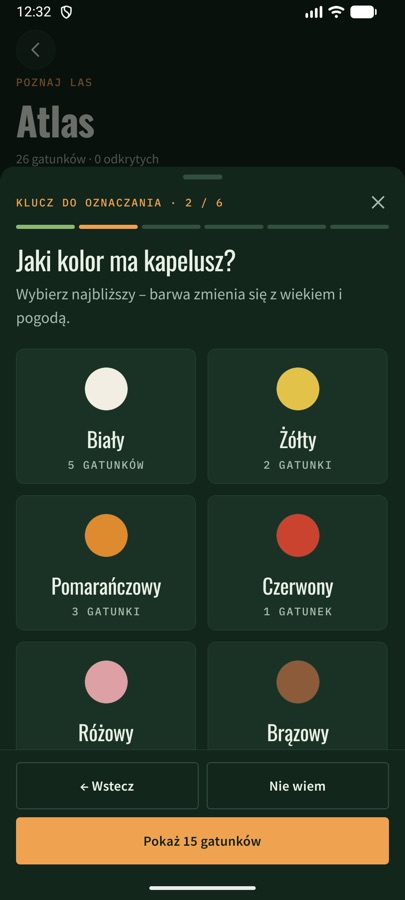 12:32
POZNAJ LAS
Atlas
26 gatunków · 0 odkrytych
KLUCZ DO OZNACZANIA · 2 / 6
Jaki kolor ma kapelusz?
Wybierz najbliższy – barwa zmienia się z wiekiem i
pogodą.
Biały
5 GATUNKÓW
Żółty
2 GATUNKI
Pomarańczowy
3 GATUNKI
Czerwony
1 GATUNEK
Różowy
Brązowy
← Wstecz
Nie wiem
Pokaż 15 gatunków